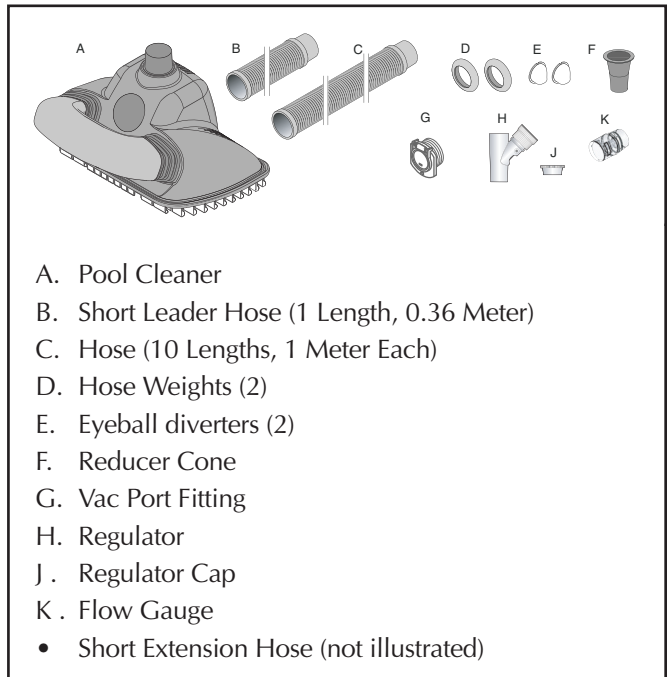 A B C D E F
G H J K
A. Pool Cleaner
B. Short Leader Hose (1 Length, 0.36 Meter)
C. Hose (10 Lengths, 1 Meter Each)
D. Hose Weights (2)
E. Eyeball diverters (2)
F. Reducer Cone
G. Vac Port Fitting
H. Regulator
J . Regulator Cap
K . Flow Gauge
• Short Extension Hose (not illustrated)